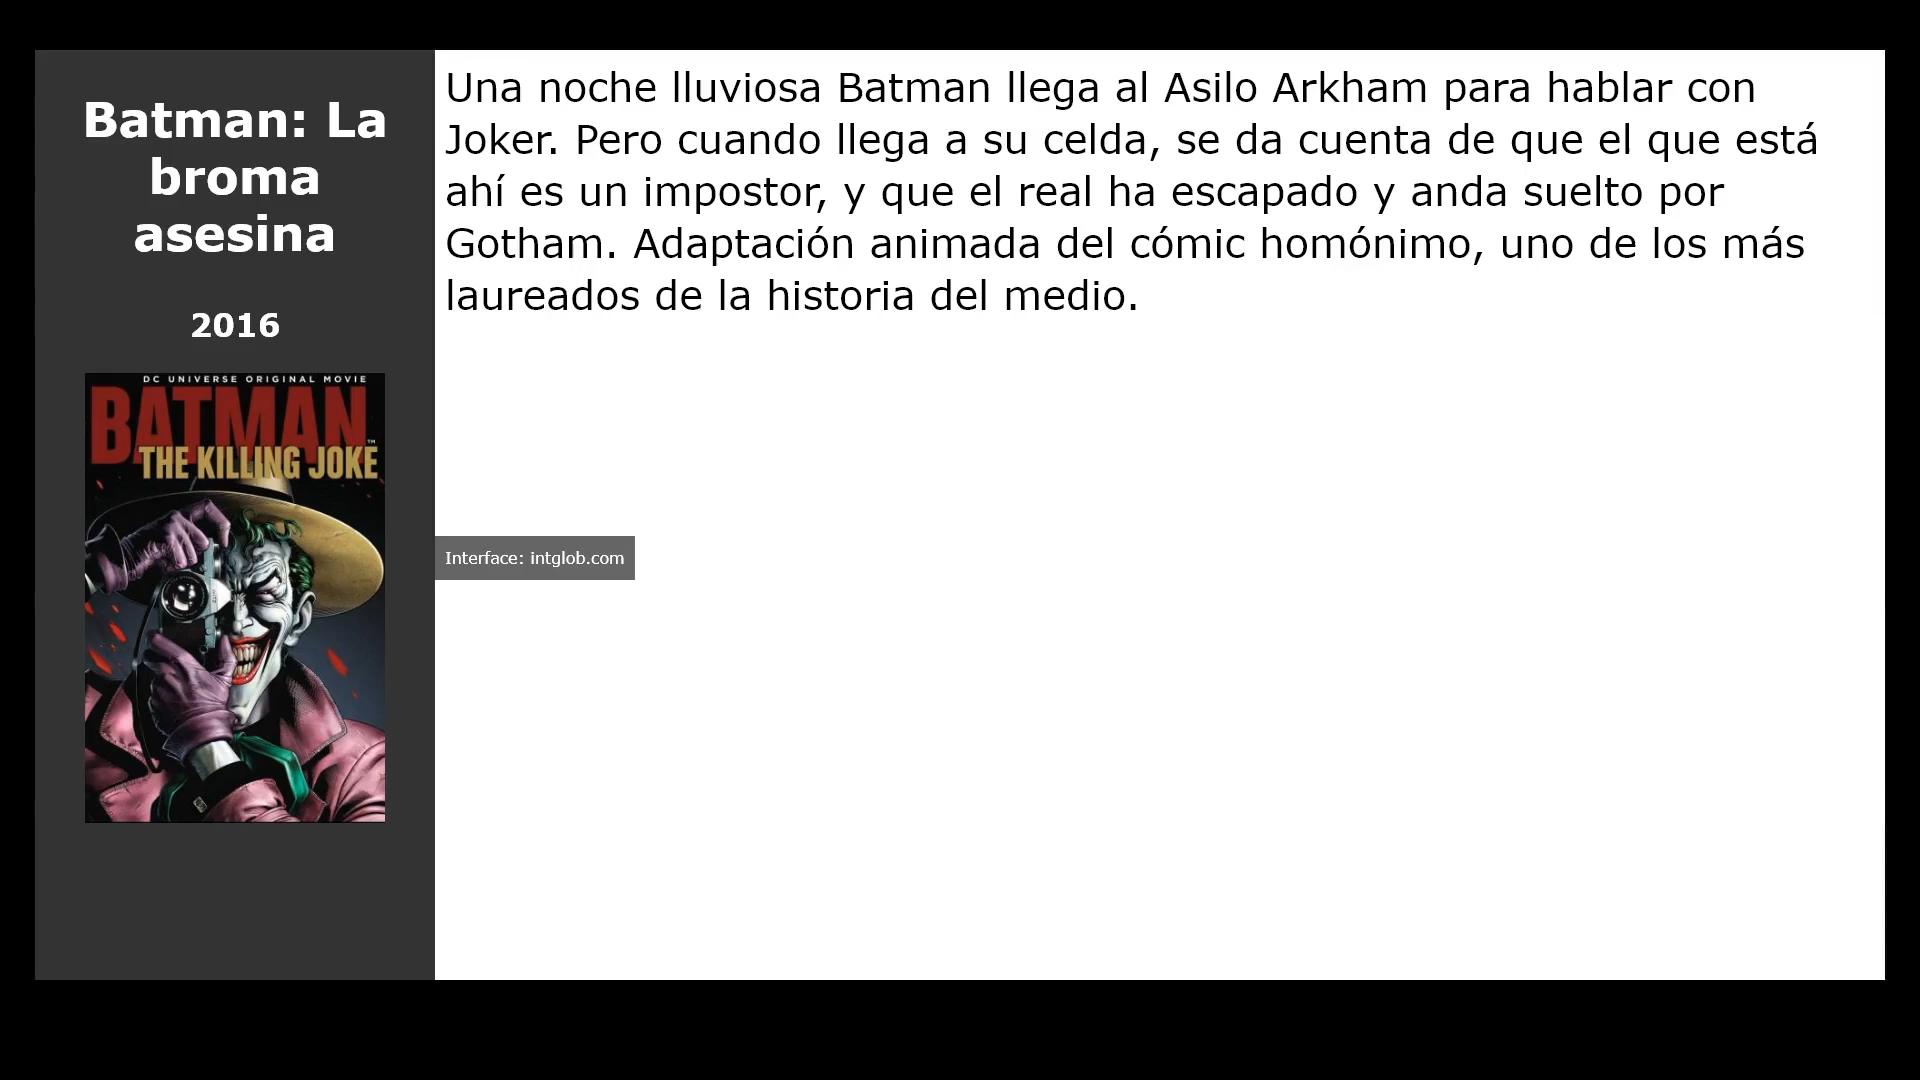 Batman: La
broma
asesina
2016
DC UNIVERSE ORIGINAL MOVIE
BATMAN™
THE KILLING JOKE
Una noche lluviosa Batman llega al Asilo Arkham para hablar con
Joker. Pero cuando llega a su celda, se da cuenta de que el que está
ahí es un impostor, y que el real ha escapado y anda suelto por
Gotham. Adaptación animada del cómic homónimo, uno de los más
laureados de la historia del medio.
Interface: intglob.com